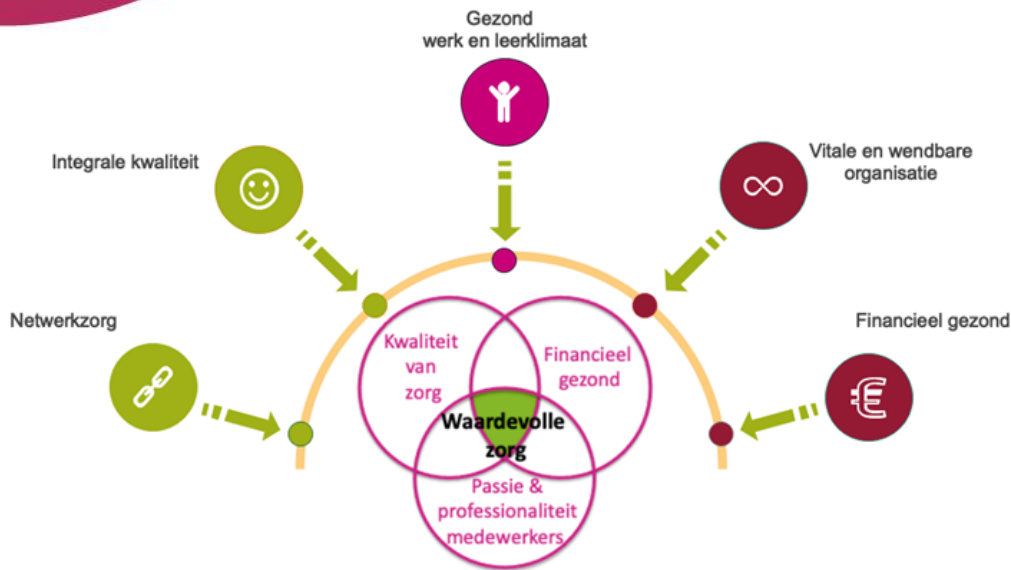 Gezond
werk en leerklimaat
Integrale kwaliteit
Vitale en wendbare
organisatie
Netwerkzorg
Financieel gezond
Kwaliteit
van
zorg
Financieel
gezond
Waardevolle
zorg
Passie &
professionaliteit
medewerkers
€